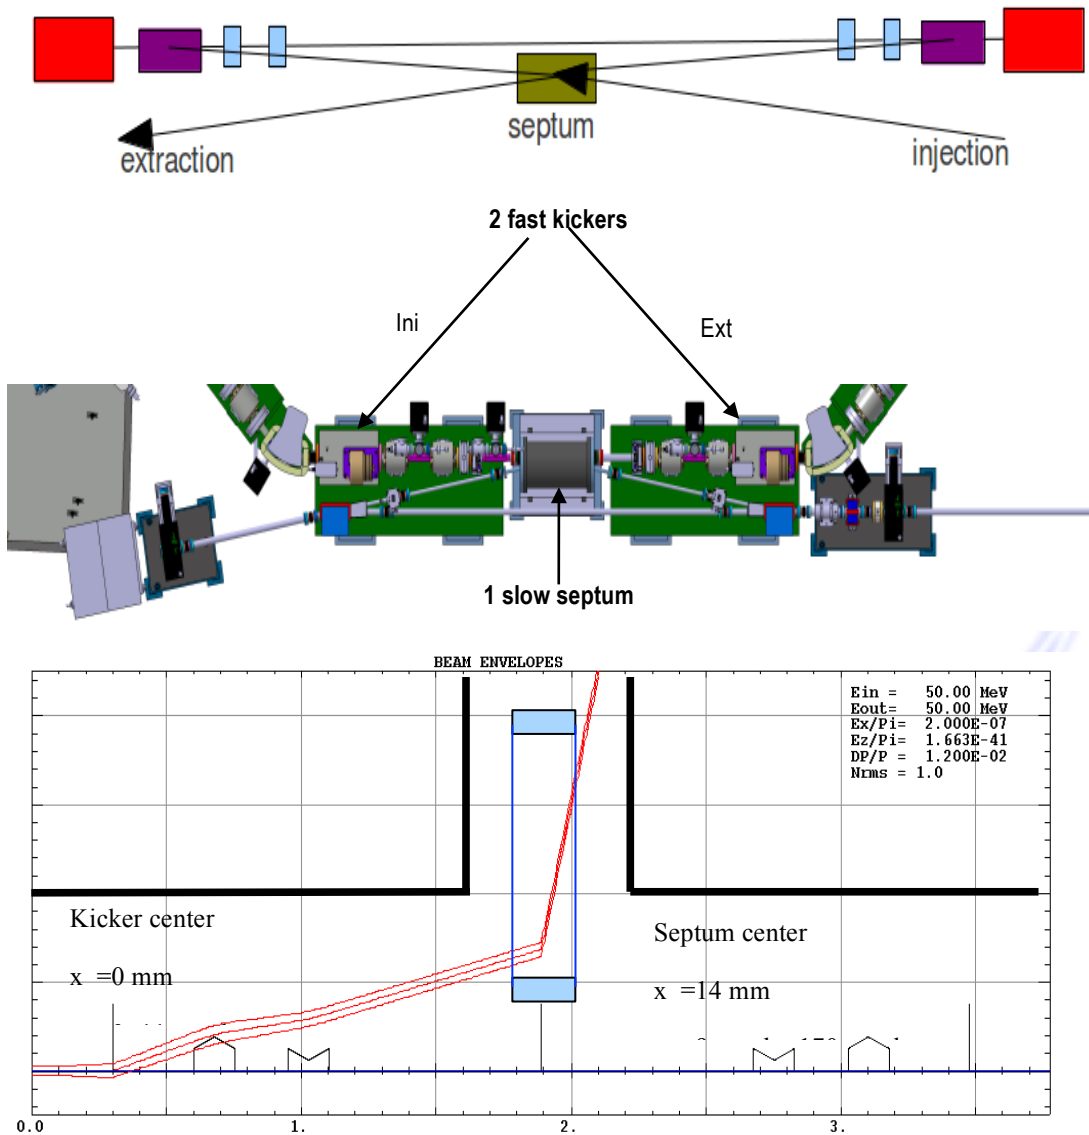 septum
extraction
injection
2 fast kickers
Ini
Ext
1 slow septum
BEAM ENVELOPES
Ein = 50.00 MeV
Eout= 50.00 MeV
Ex/Pi= 2.000E-07
Ez/Pi= 1.663E-41
DP/P = 1.200E-02
Nrms = 1.0
Kicker center
x =0 mm
Septum center
x =14 mm
0. 1. 2. 3.